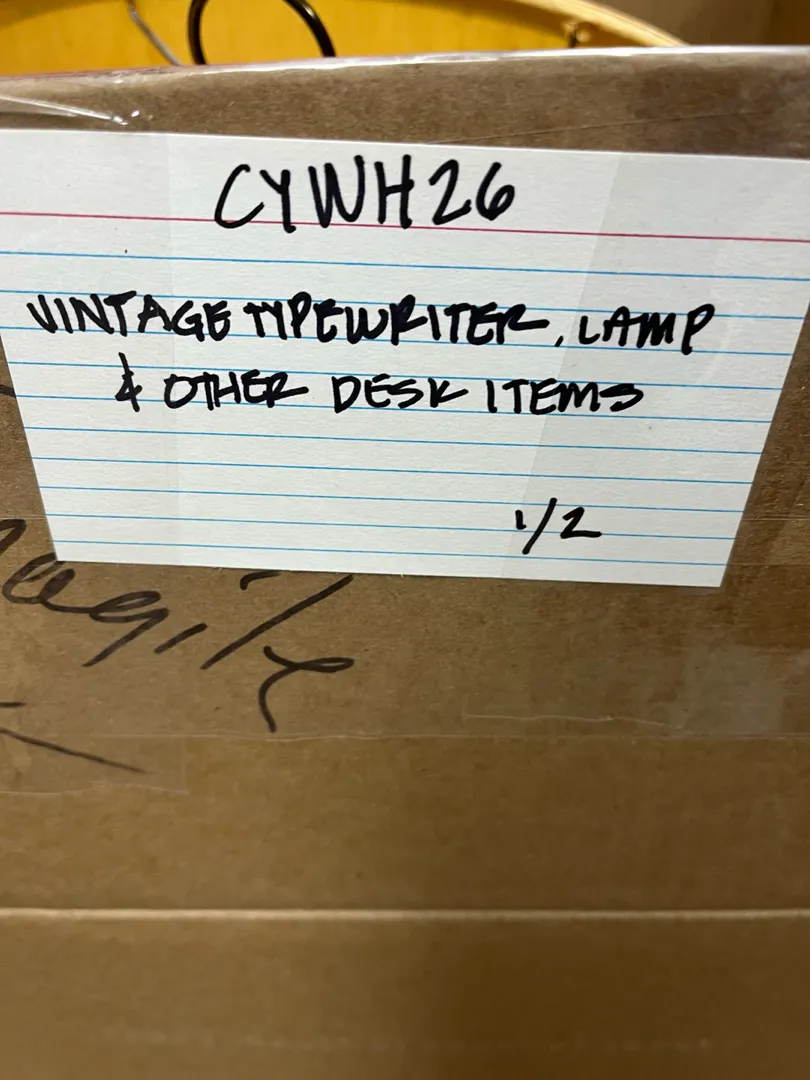 CYWH26
VINTAGE TYPEWRITER, LAMP
& OTHER DESK ITEMS
1/2